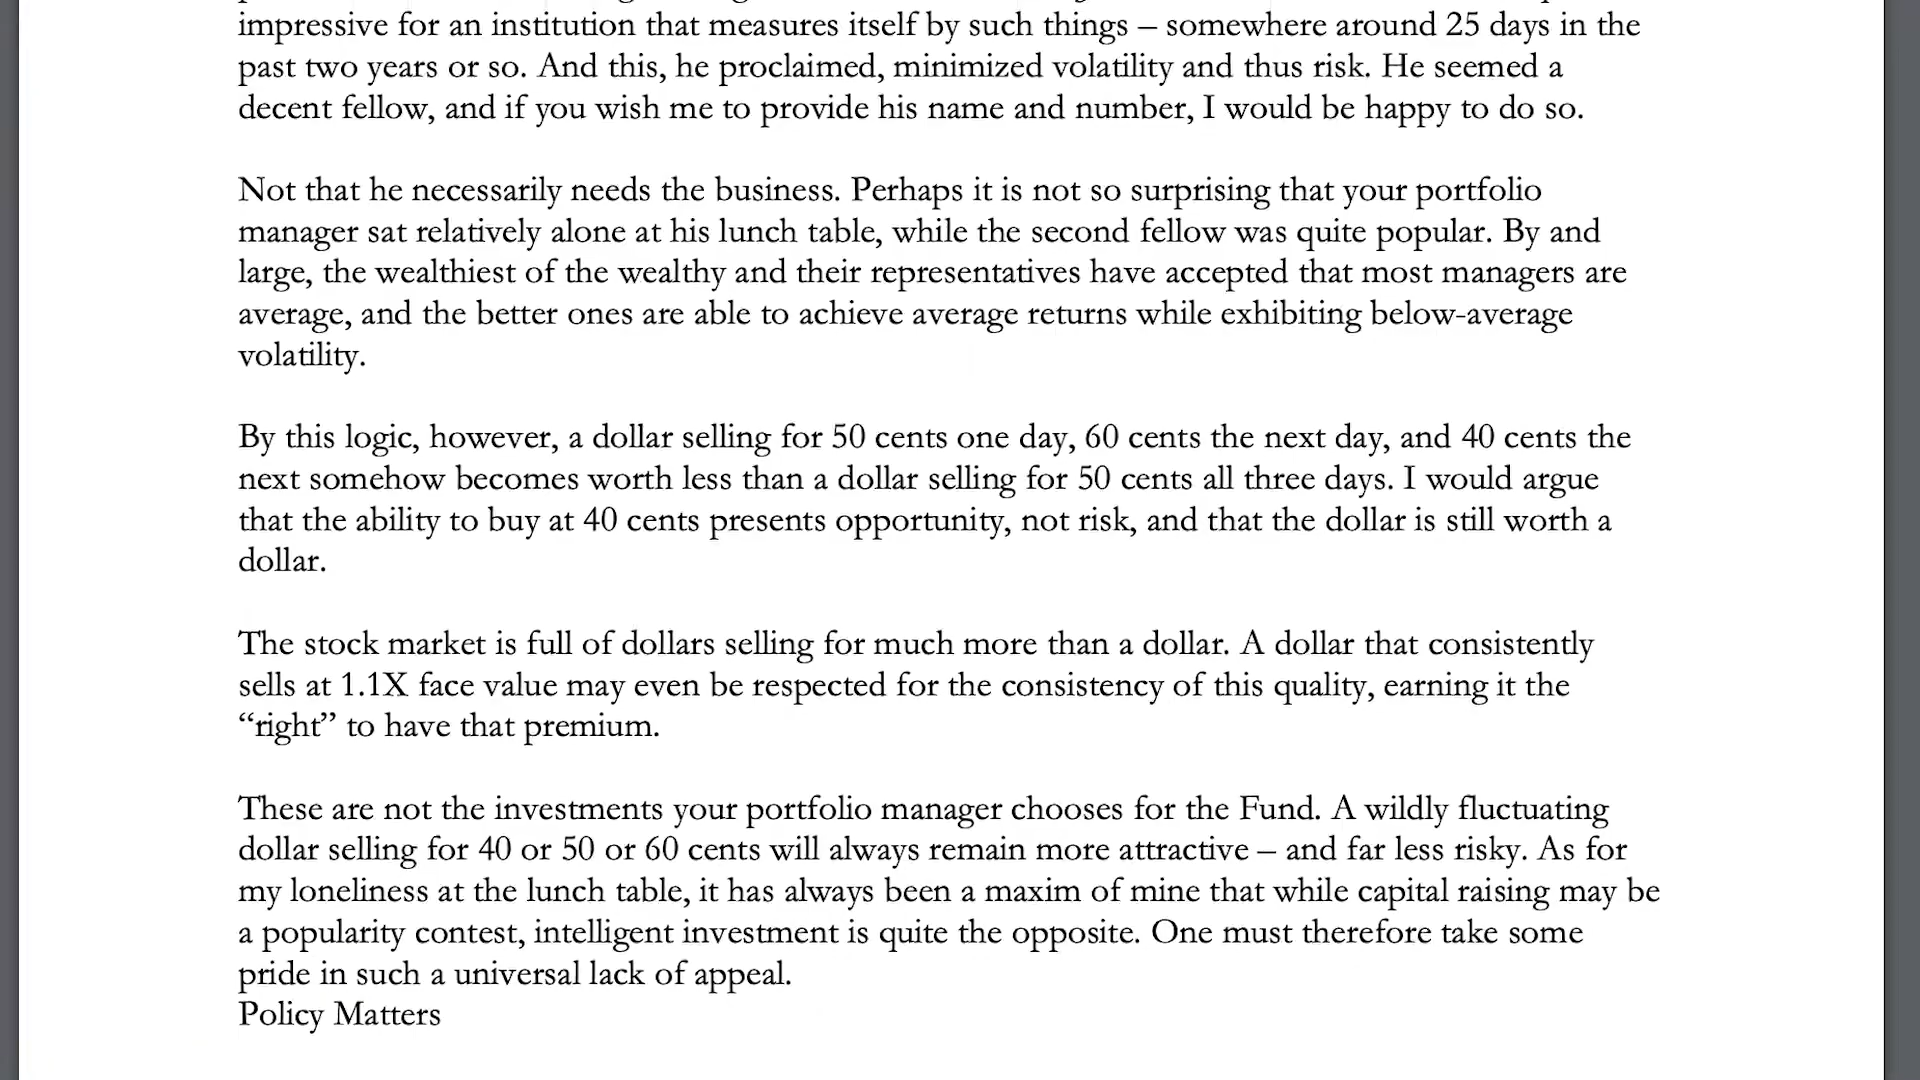 impressive for an institution that measures itself by such things – somewhere around 25 days in the
past two years or so. And this, he proclaimed, minimized volatility and thus risk. He seemed a
decent fellow, and if you wish me to provide his name and number, I would be happy to do so.
Not that he necessarily needs the business. Perhaps it is not so surprising that your portfolio
manager sat relatively alone at his lunch table, while the second fellow was quite popular. By and
large, the wealthiest of the wealthy and their representatives have accepted that most managers are
average, and the better ones are able to achieve average returns while exhibiting below-average
volatility.
By this logic, however, a dollar selling for 50 cents one day, 60 cents the next day, and 40 cents the
next somehow becomes worth less than a dollar selling for 50 cents all three days. I would argue
that the ability to buy at 40 cents presents opportunity, not risk, and that the dollar is still worth a
dollar.
The stock market is full of dollars selling for much more than a dollar. A dollar that consistently
sells at 1.1X face value may even be respected for the consistency of this quality, earning it the
“right” to have that premium.
These are not the investments your portfolio manager chooses for the Fund. A wildly fluctuating
dollar selling for 40 or 50 or 60 cents will always remain more attractive – and far less risky. As for
my loneliness at the lunch table, it has always been a maxim of mine that while capital raising may be
a popularity contest, intelligent investment is quite the opposite. One must therefore take some
pride in such a universal lack of appeal.
Policy Matters